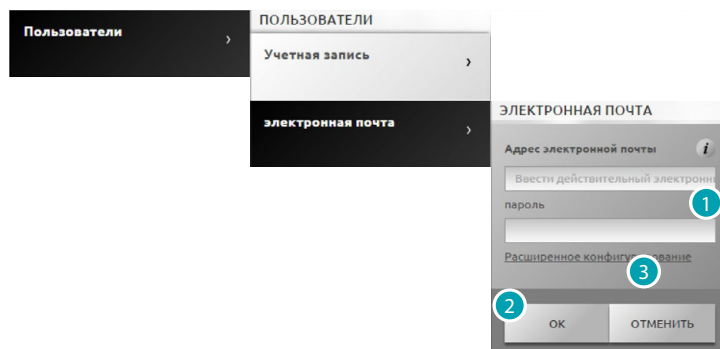 Пользователи
ПОЛЬЗОВАТЕЛИ
Учетная запись
электронная почта
ЭЛЕКТРОННАЯ ПОЧТА
Адрес электронной почты i
Ввести действительный электронн
1
пароль
Расширенное конфигурирование
3
2
ОК ОТМЕНИТЬ